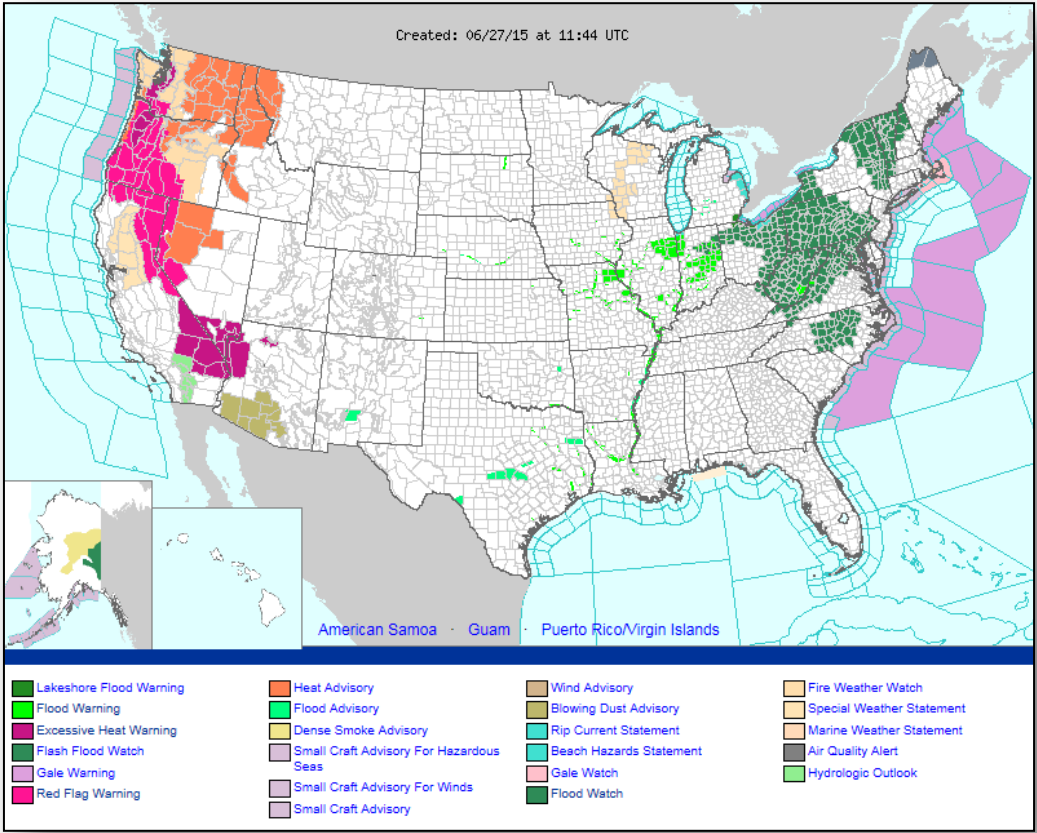 Created: 06/27/15 at 11:44 UTC
American Samoa · Guam · Puerto Rico/Virgin Islands
Lakeshore Flood Warning
Flood Warning
Excessive Heat Warning
Flash Flood Watch
Gale Warning
Red Flag Warning
Heat Advisory
Flood Advisory
Dense Smoke Advisory
Small Craft Advisory For Hazardous
Seas
Small Craft Advisory For Winds
Small Craft Advisory
Wind Advisory
Blowing Dust Advisory
Rip Current Statement
Beach Hazards Statement
Gale Watch
Flood Watch
Fire Weather Watch
Special Weather Statement
Marine Weather Statement
Air Quality Alert
Hydrologic Outlook